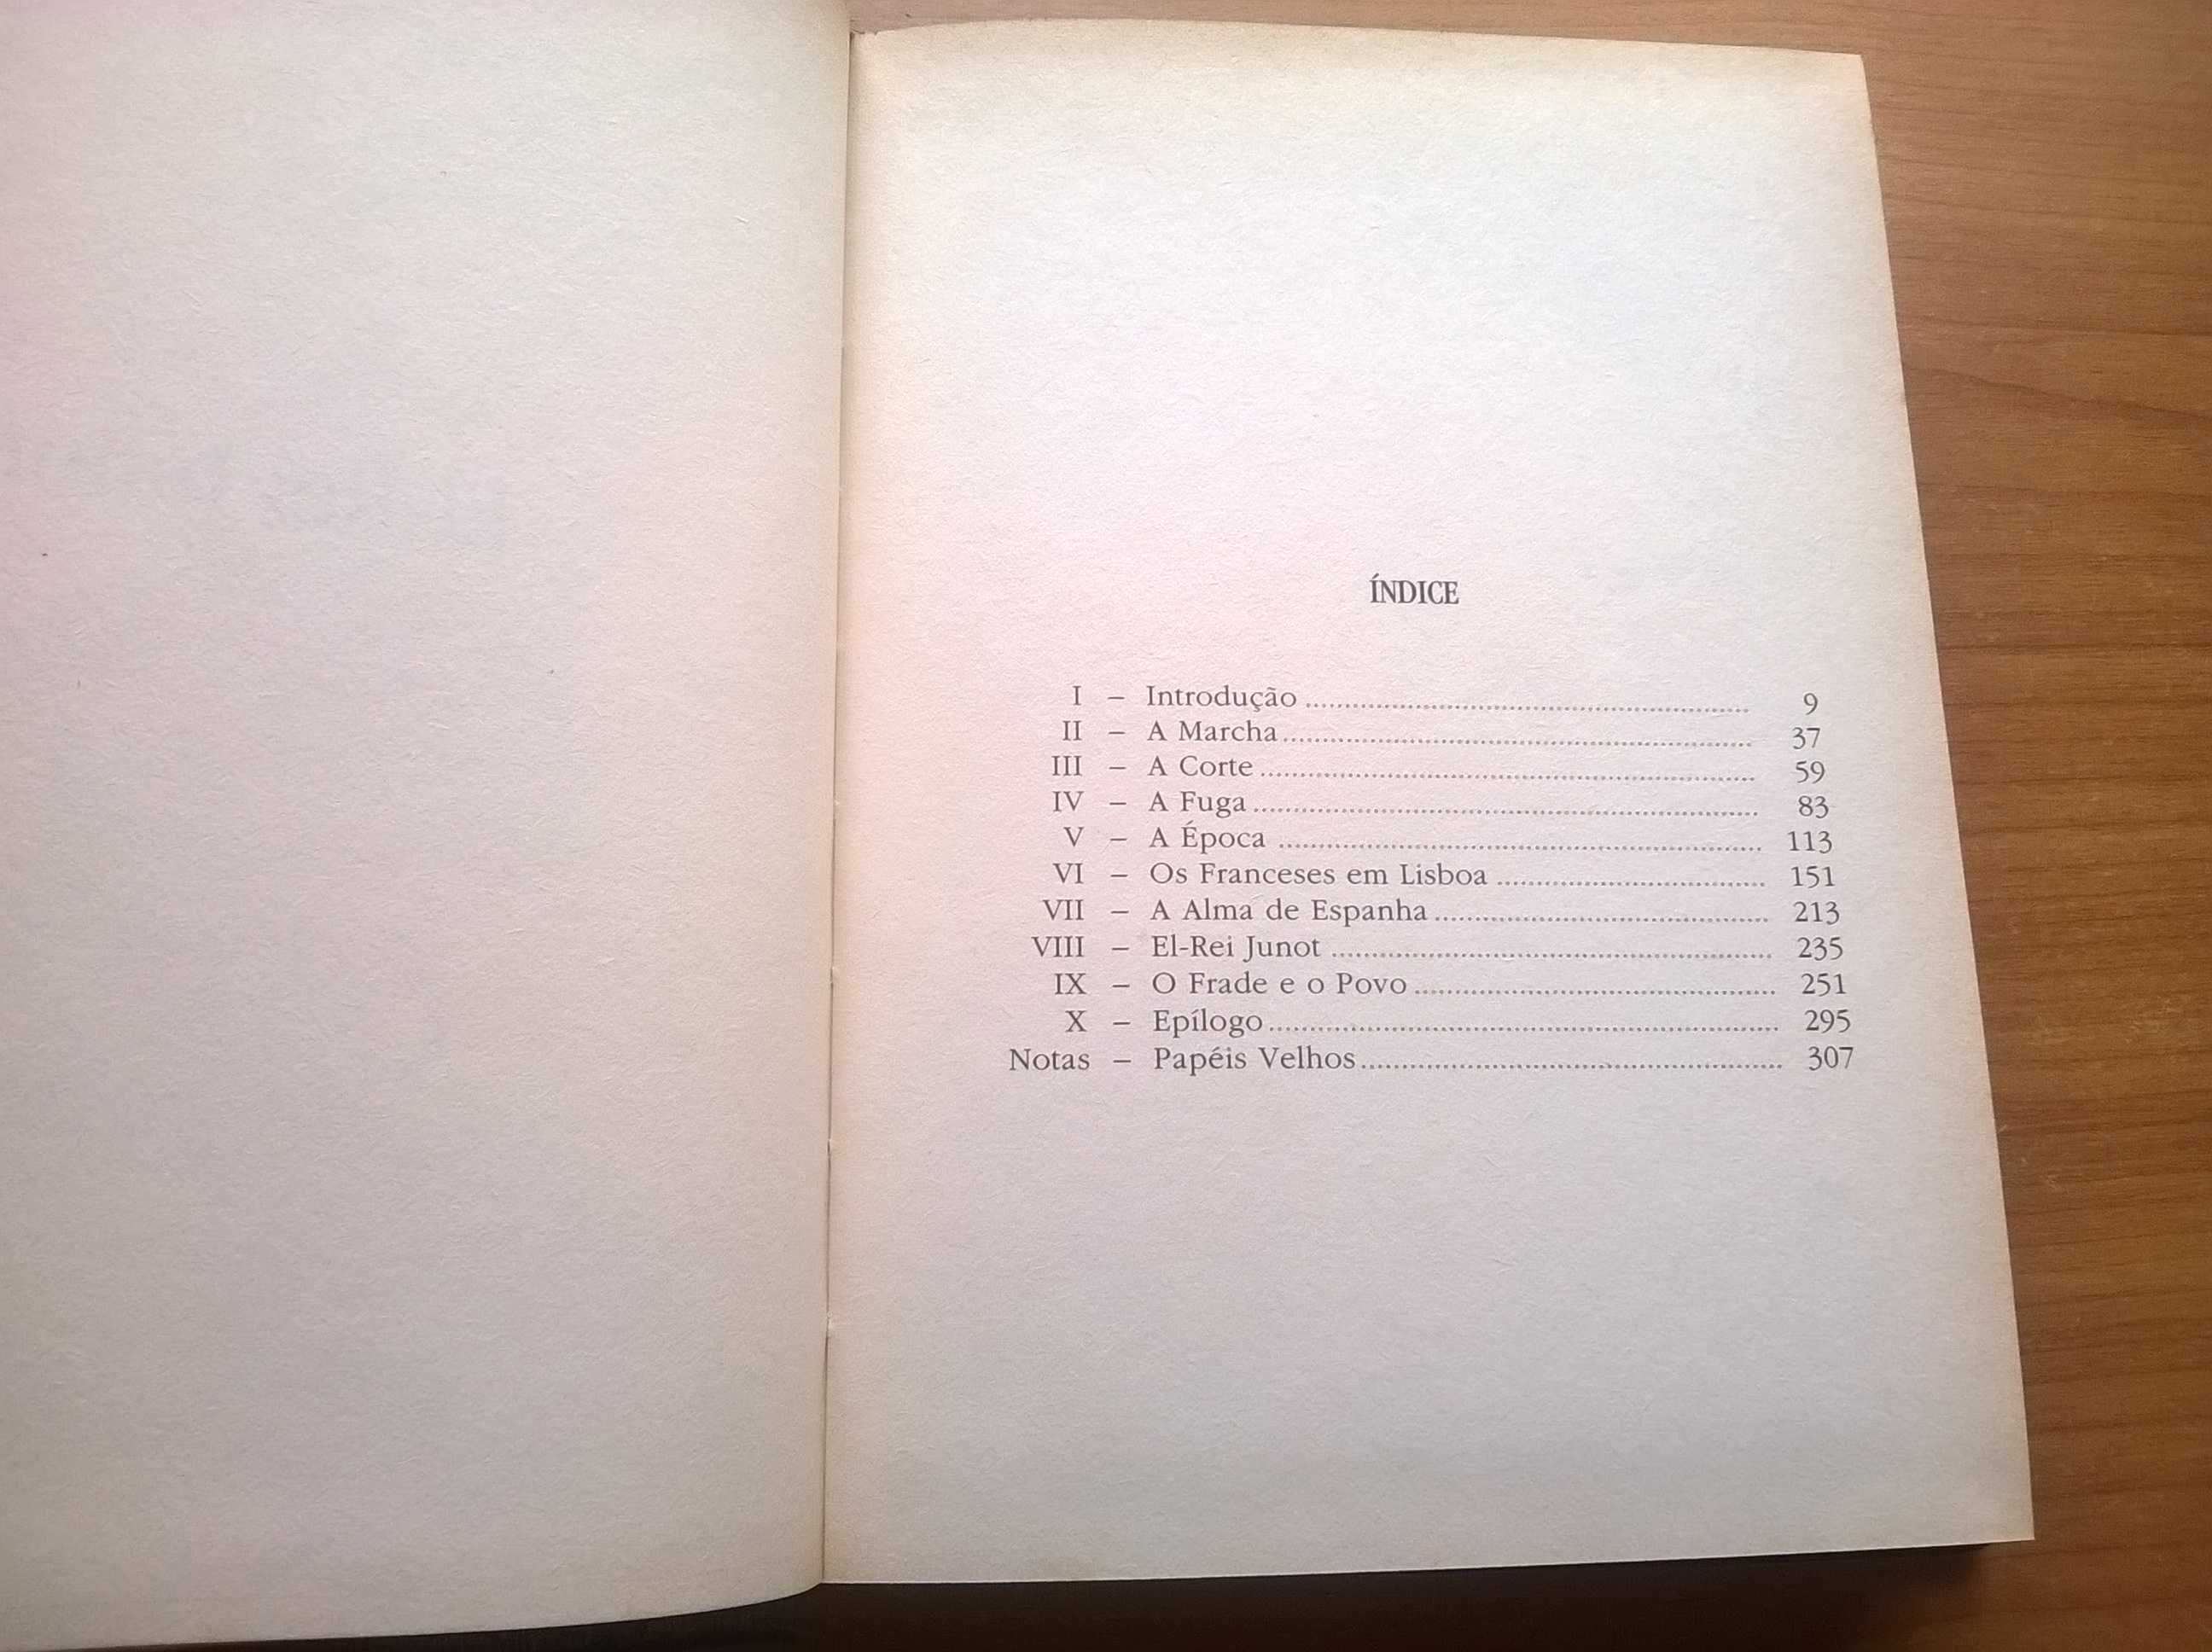 ÍNDICE
I – Introdução ........................................ 9
II – A Marcha ........................................ 37
III – A Corte ........................................ 59
IV – A Fuga ........................................ 83
V – A Época ........................................ 113
VI – Os Franceses em Lisboa ........................................ 151
VII – A Alma de Espanha ........................................ 213
VIII – El-Rei Junot ........................................ 235
IX – O Frade e o Povo ........................................ 251
X – Epílogo ........................................ 295
Notas – Papéis Velhos ........................................ 307